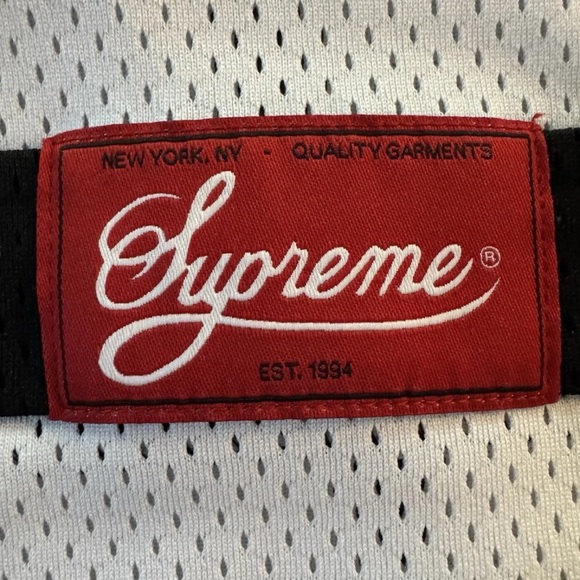 NEW YORK, NY - QUALITY GARMENTS
Supreme ®
EST. 1994